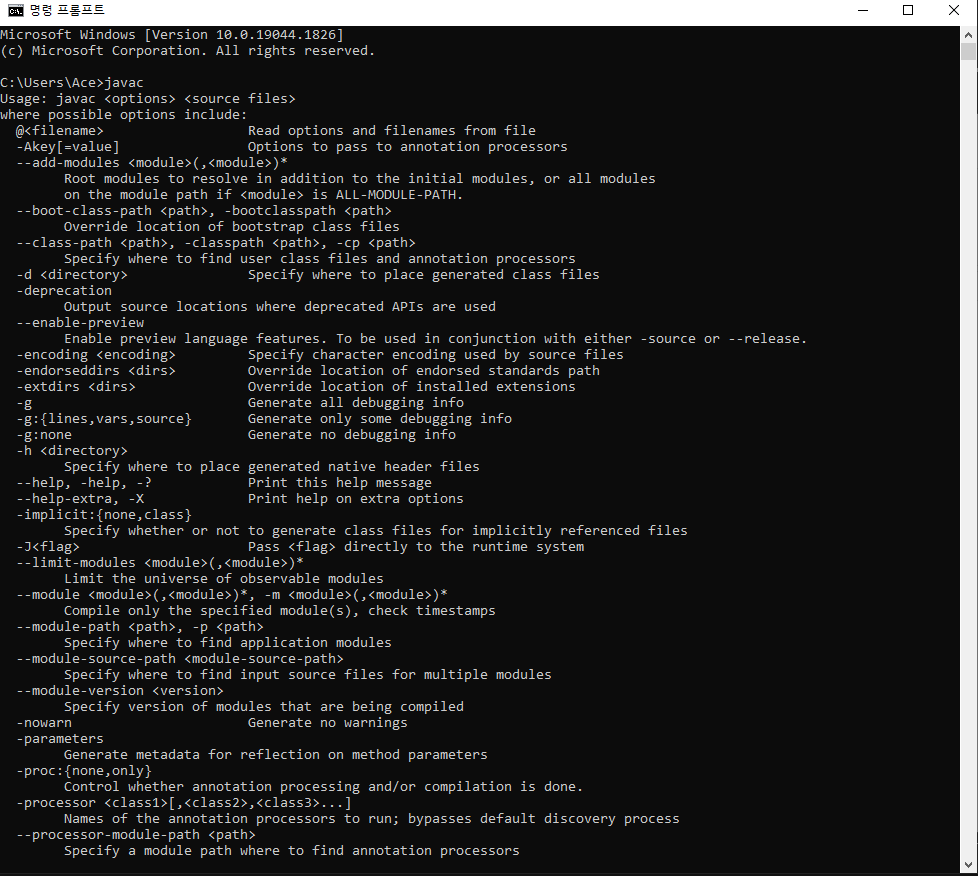 명령 프롬프트
Microsoft Windows [Version 10.0.19044.1826]
(c) Microsoft Corporation. All rights reserved.
C:\Users\Ace>javac
Usage: javac <options> <source files>
where possible options include:
  @<filename>                  Read options and filenames from file
  -Akey[=value]                Options to pass to annotation processors
  --add-modules <module>(,<module>)*
        Root modules to resolve in addition to the initial modules, or all modules
        on the module path if <module> is ALL-MODULE-PATH.
  --boot-class-path <path>, -bootclasspath <path>
        Override location of bootstrap class files
  --class-path <path>, -classpath <path>, -cp <path>
        Specify where to find user class files and annotation processors
  -d <directory>               Specify where to place generated class files
  -deprecation
        Output source locations where deprecated APIs are used
  --enable-preview
        Enable preview language features. To be used in conjunction with either -source or --release.
  -encoding <encoding>         Specify character encoding used by source files
  -endorseddirs <dirs>         Override location of endorsed standards path
  -extdirs <dirs>              Override location of installed extensions
  -g                           Generate all debugging info
  -g:{lines,vars,source}       Generate only some debugging info
  -g:none                      Generate no debugging info
  -h <directory>
        Specify where to place generated native header files
  --help, -help, -?            Print this help message
  --help-extra, -X             Print help on extra options
  -implicit:{none,class}
        Specify whether or not to generate class files for implicitly referenced files
  -J<flag>                     Pass <flag> directly to the runtime system
  --limit-modules <module>(,<module>)*
        Limit the universe of observable modules
  --module <module>(,<module>)*, -m <module>(,<module>)*
        Compile only the specified module(s), check timestamps
  --module-path <path>, -p <path>
        Specify where to find application modules
  --module-source-path <module-source-path>
        Specify where to find input source files for multiple modules
  --module-version <version>
        Specify version of modules that are being compiled
  -nowarn                      Generate no warnings
  -parameters
        Generate metadata for reflection on method parameters
  -proc:{none,only}
        Control whether annotation processing and/or compilation is done.
  -processor <class1>[,<class2>,<class3>...]
        Names of the annotation processors to run; bypasses default discovery process
  --processor-module-path <path>
        Specify a module path where to find annotation processors